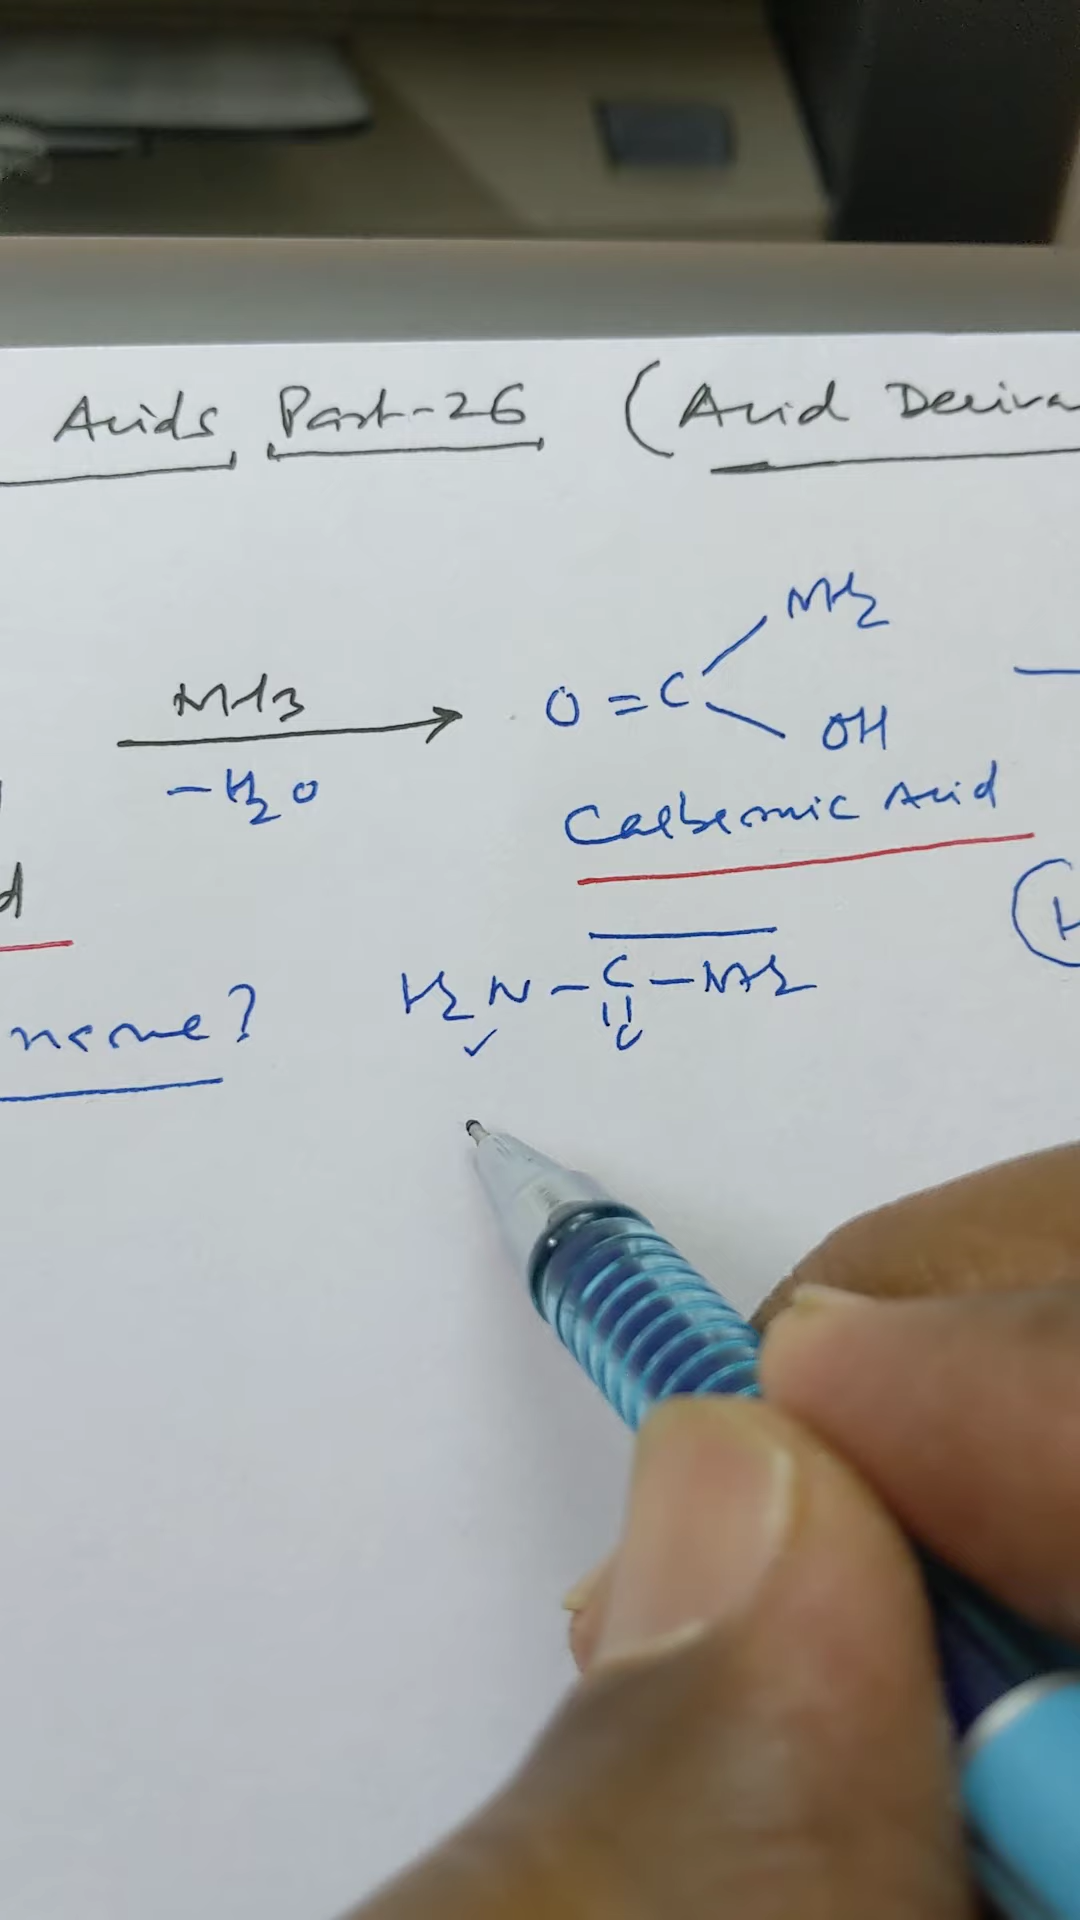 Acids Part-26 (Acid Deriva
NH3
-H2O
NH2
O=C
OH
Carbamic Acid
d
name?
H2N-C-NH2
O